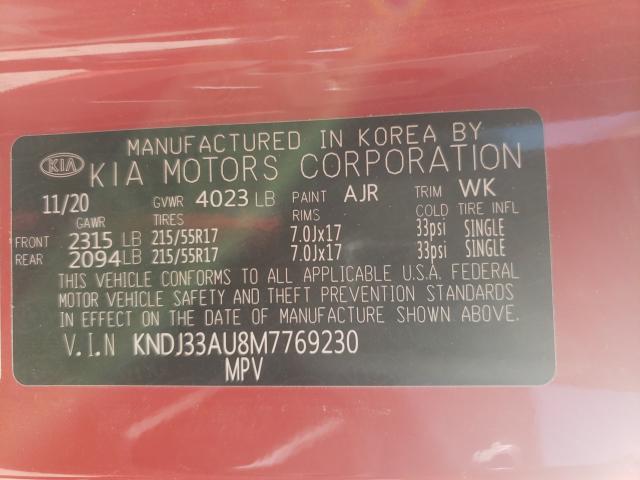 MANUFACTURED IN KOREA BY
KIA KIA MOTORS CORPORATION
11/20 GVWR 4023 LB PAINT AJR TRIM WK
GAWR TIRES RIMS COLD TIRE INFL
FRONT 2315 LB 215/55R17 7.0Jx17 33psi SINGLE
REAR 2094LB 215/55R17 7.0Jx17 33psi SINGLE
THIS VEHICLE CONFORMS TO ALL APPLICABLE U.S.A. FEDERAL
MOTOR VEHICLE SAFETY AND THEFT PREVENTION STANDARDS
IN EFFECT ON THE DATE OF MANUFACTURE SHOWN ABOVE.
V.I.N KNDJ33AU8M7769230
MPV